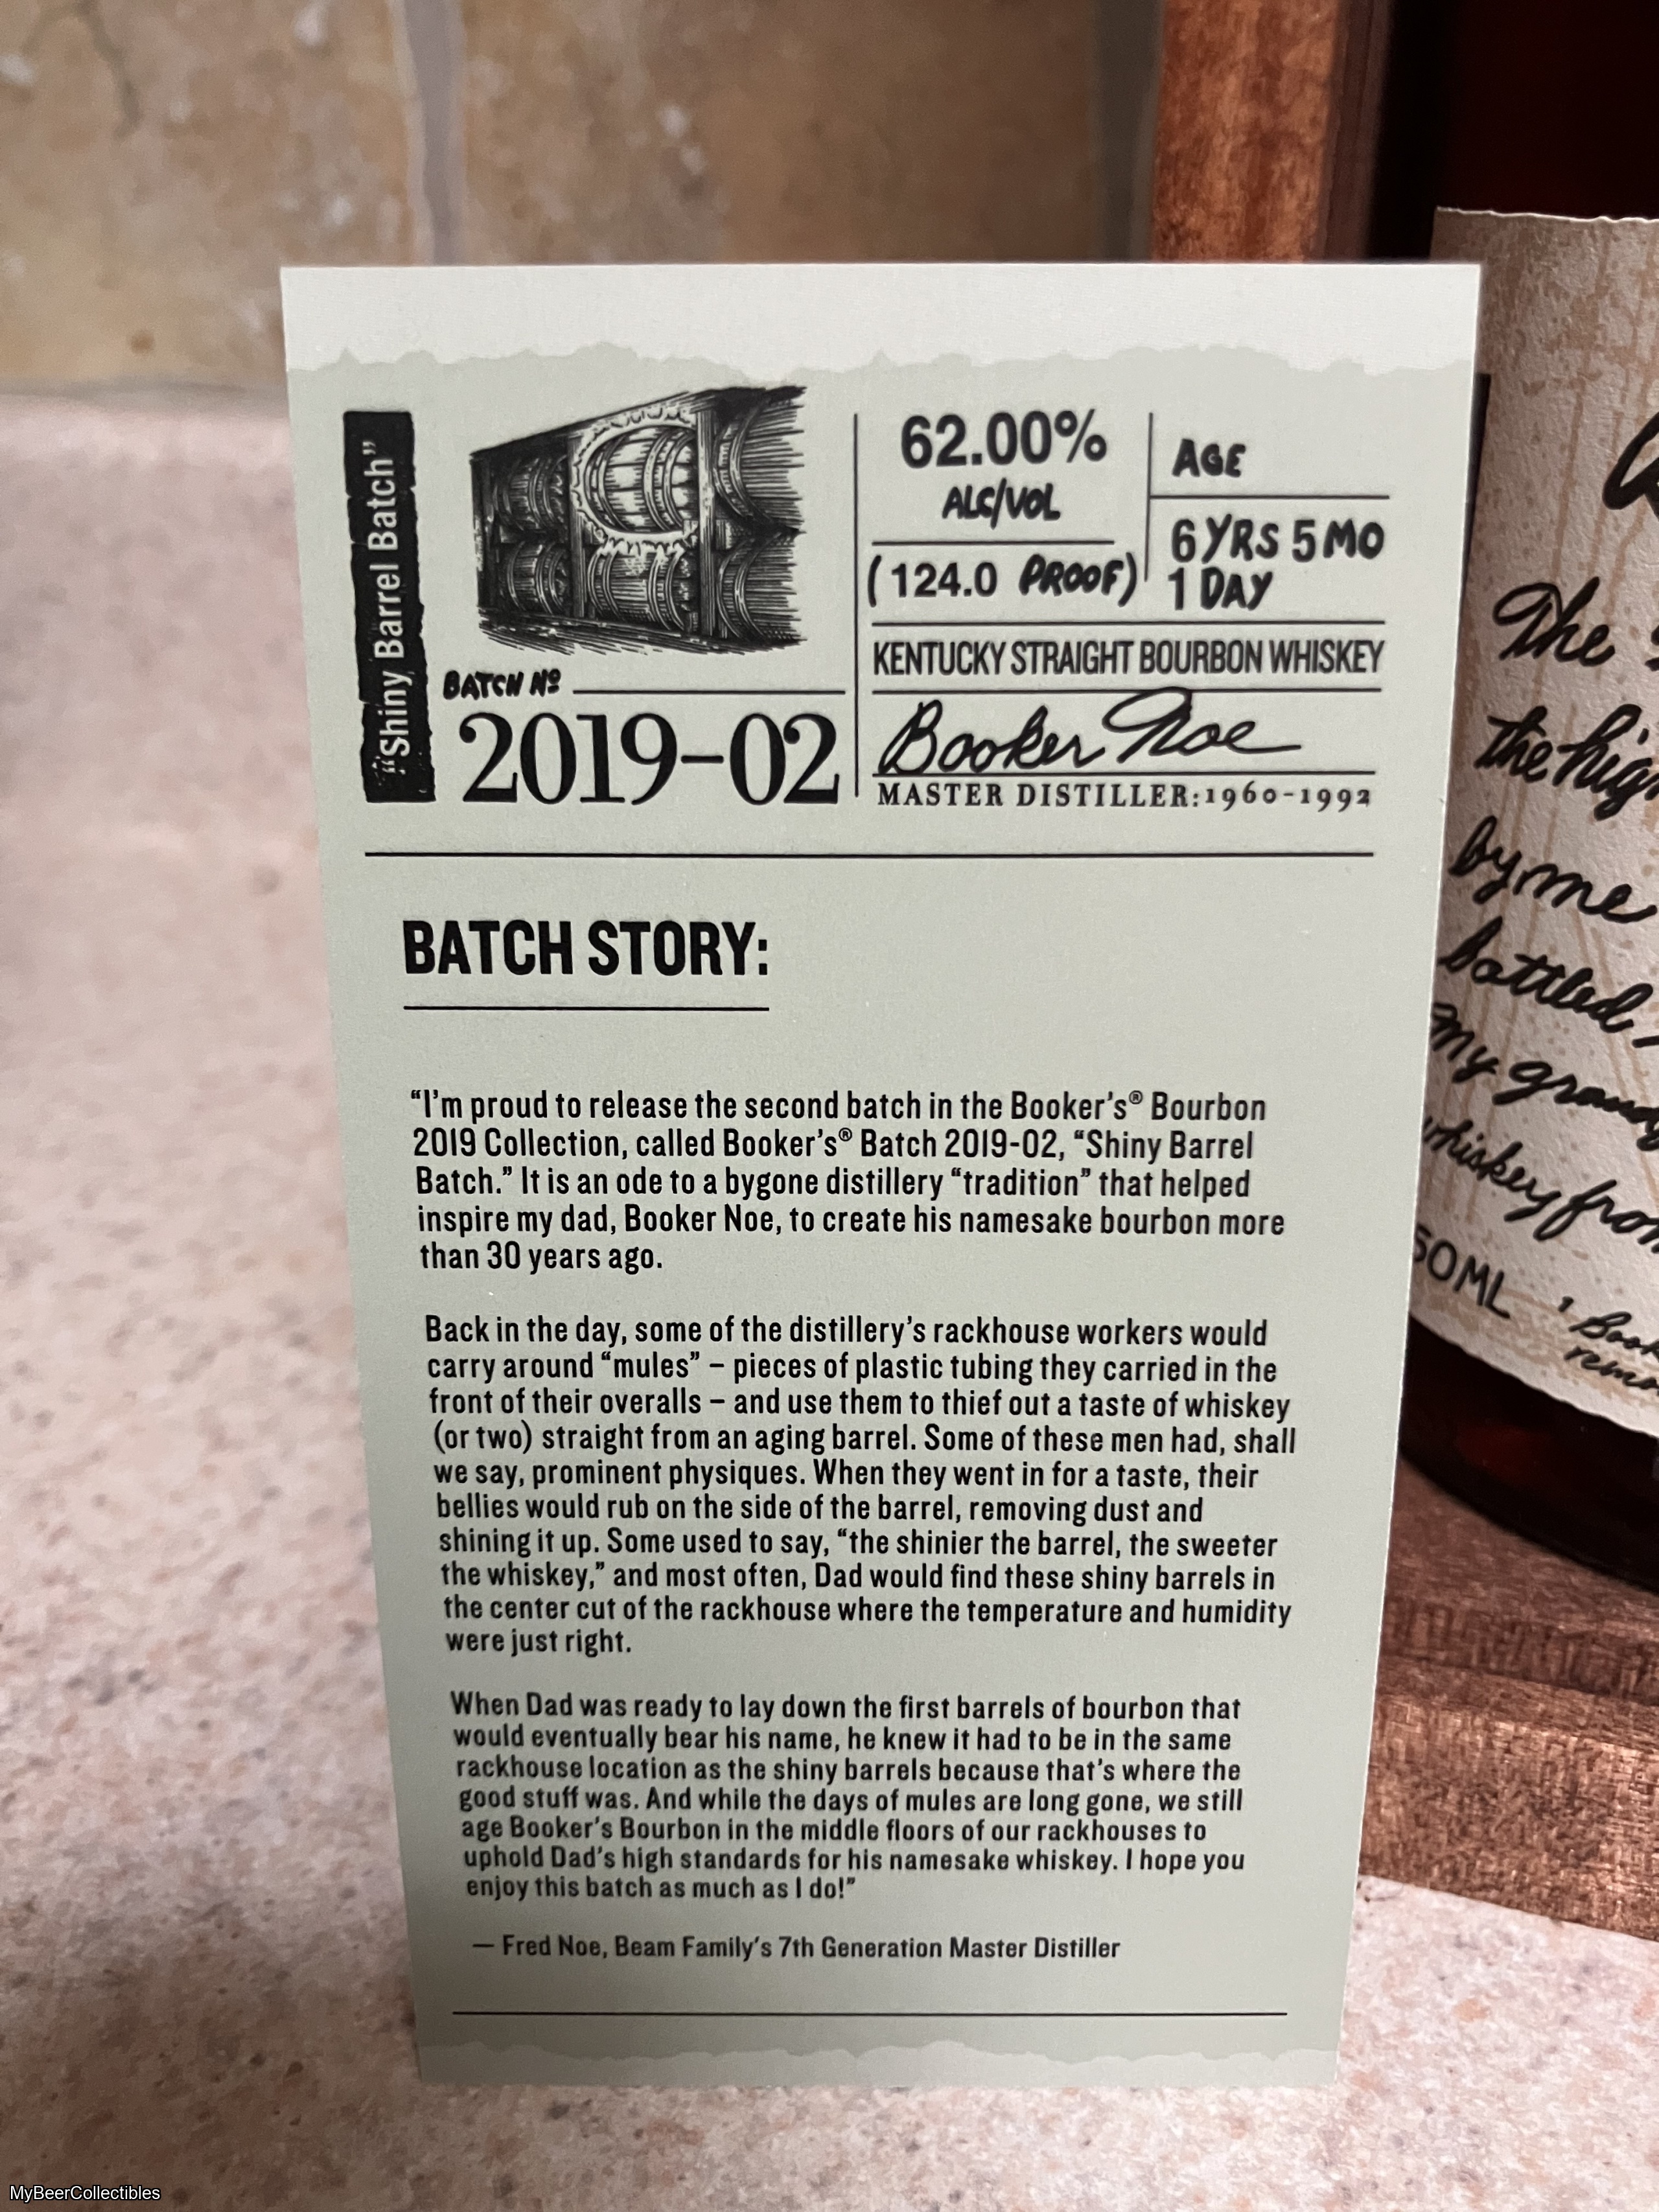 "Shiny Barrel Batch"
BATCH Nº
2019-02
62.00%
ALC/VOL
(124.0 PROOF)
AGE
6 YRS 5 MO
1 DAY
KENTUCKY STRAIGHT BOURBON WHISKEY
Booker Noe
MASTER DISTILLER: 1960-1992
BATCH STORY:
"I'm proud to release the second batch in the Booker's® Bourbon
2019 Collection, called Booker's® Batch 2019-02, "Shiny Barrel
Batch." It is an ode to a bygone distillery "tradition" that helped
inspire my dad, Booker Noe, to create his namesake bourbon more
than 30 years ago.
Back in the day, some of the distillery's rackhouse workers would
carry around "mules" – pieces of plastic tubing they carried in the
front of their overalls – and use them to thief out a taste of whiskey
(or two) straight from an aging barrel. Some of these men had, shall
we say, prominent physiques. When they went in for a taste, their
bellies would rub on the side of the barrel, removing dust and
shining it up. Some used to say, "the shinier the barrel, the sweeter
the whiskey," and most often, Dad would find these shiny barrels in
the center cut of the rackhouse where the temperature and humidity
were just right.
When Dad was ready to lay down the first barrels of bourbon that
would eventually bear his name, he knew it had to be in the same
rackhouse location as the shiny barrels because that's where the
good stuff was. And while the days of mules are long gone, we still
age Booker's Bourbon in the middle floors of our rackhouses to
uphold Dad's high standards for his namesake whiskey. I hope you
enjoy this batch as much as I do!"
— Fred Noe, Beam Family's 7th Generation Master Distiller
The
the high
by me
bottled
my grand
whiskey from
50ML
MyBeerCollectibles